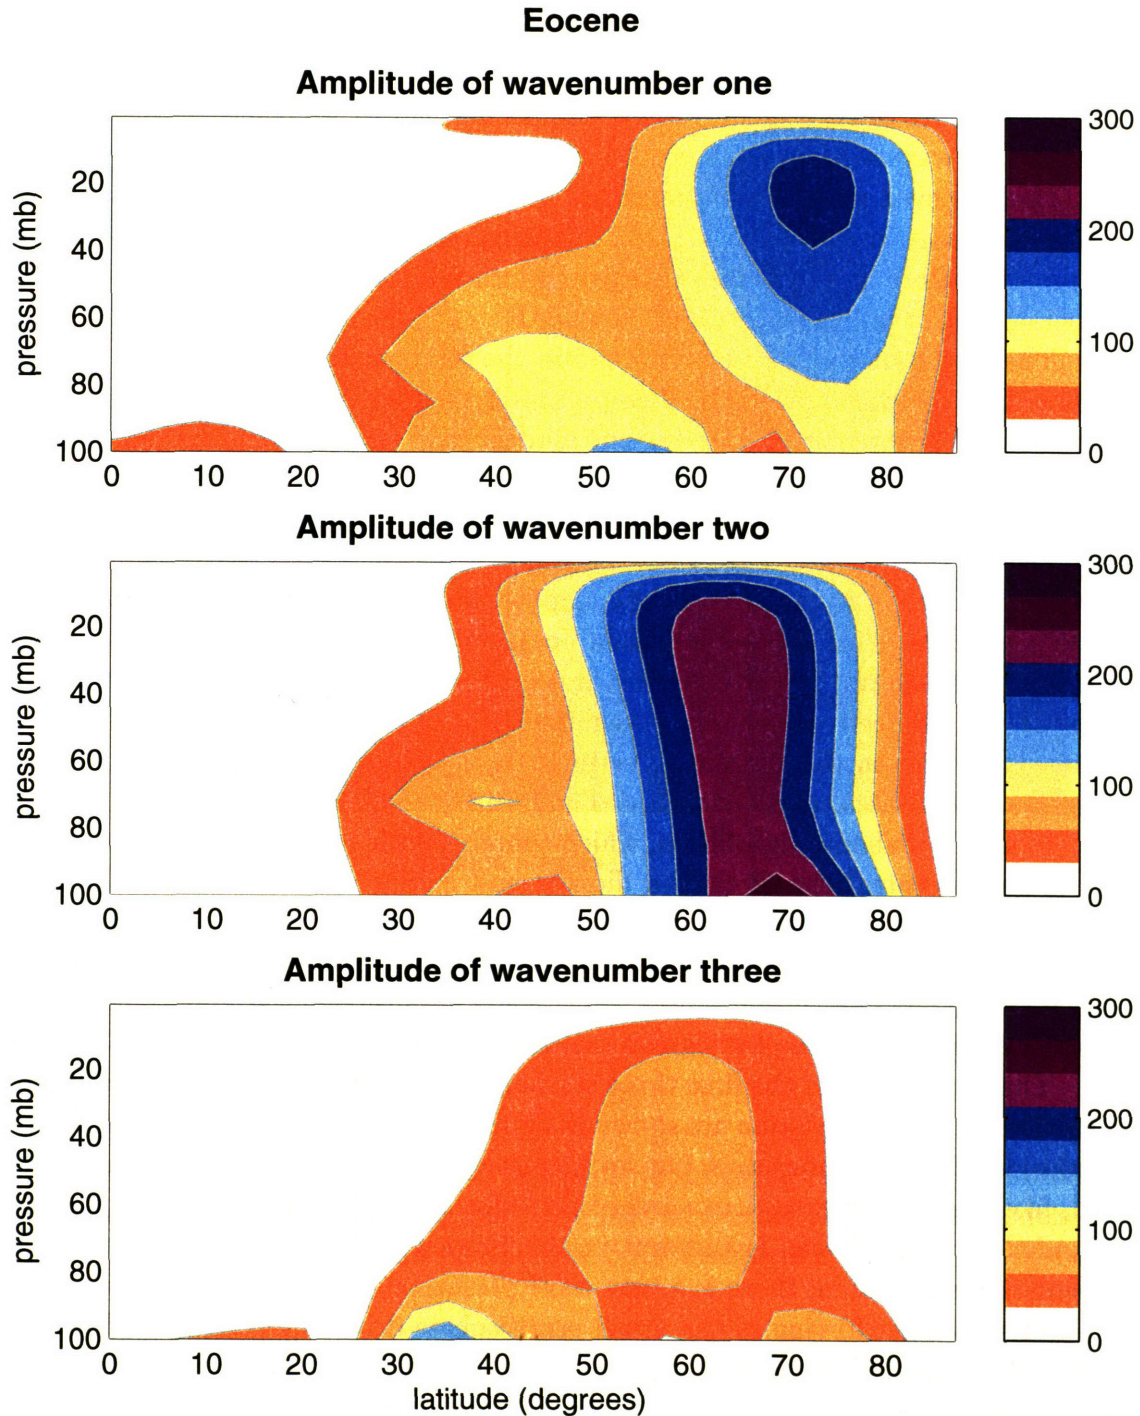 Eocene
Amplitude of wavenumber one
300
200
100
0
pressure (mb)
20
40
60
80
100
0 10 20 30 40 50 60 70 80
Amplitude of wavenumber two
300
200
100
0
pressure (mb)
20
40
60
80
100
0 10 20 30 40 50 60 70 80
Amplitude of wavenumber three
300
200
100
0
pressure (mb)
20
40
60
80
100
0 10 20 30 40 50 60 70 80
latitude (degrees)